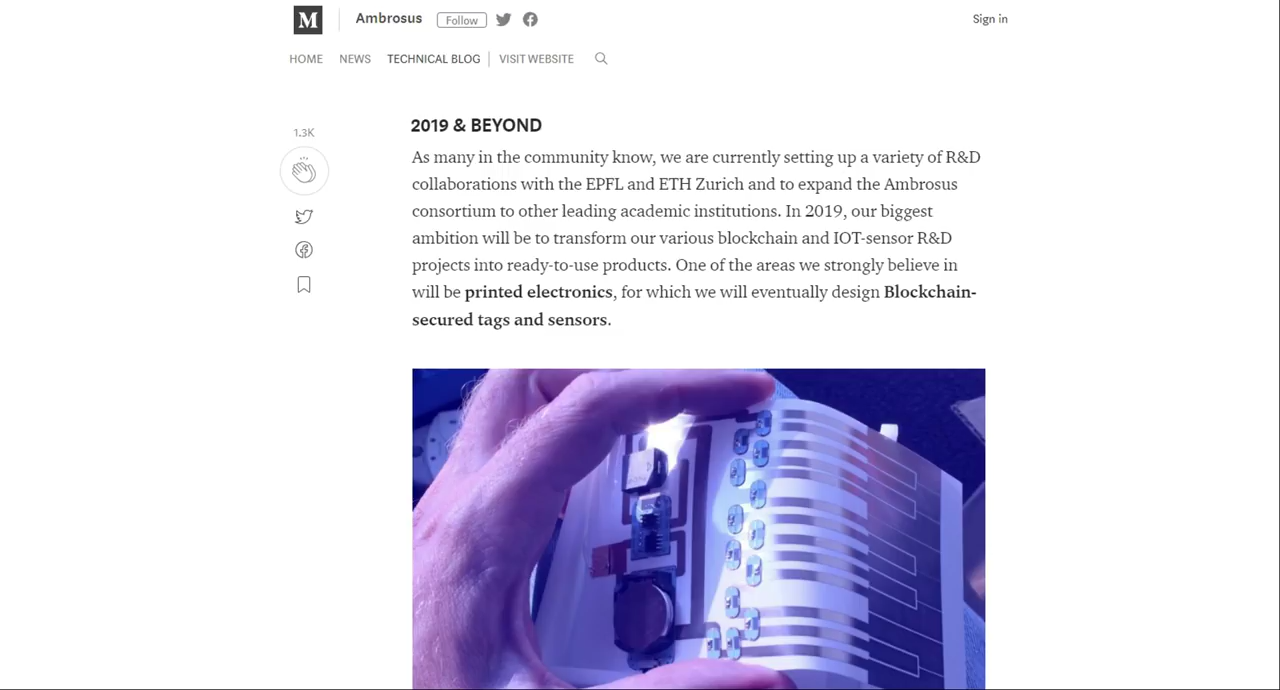 M
Ambrosus
Follow
Sign in
HOME
NEWS
TECHNICAL BLOG
VISIT WEBSITE
1.3K
2019 & BEYOND
As many in the community know, we are currently setting up a variety of R&D
collaborations with the EPFL and ETH Zurich and to expand the Ambrosus
consortium to other leading academic institutions. In 2019, our biggest
ambition will be to transform our various blockchain and IOT-sensor R&D
projects into ready-to-use products. One of the areas we strongly believe in
will be printed electronics, for which we will eventually design Blockchain-
secured tags and sensors.